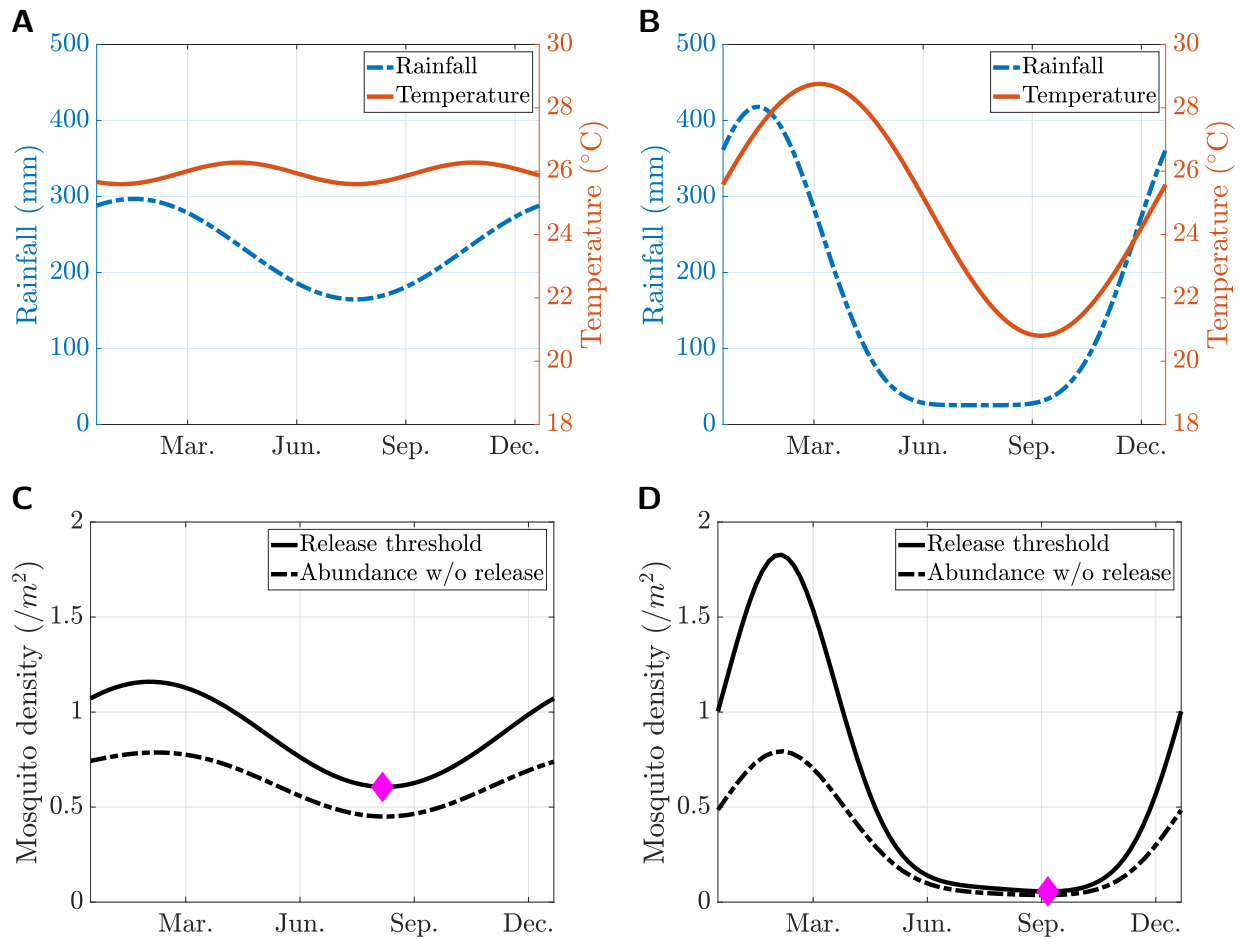 A
500
400
300
200
100
0
Rainfall (mm)
30
28
26
24
22
20
18
Temperature (°C)
Rainfall
Temperature
Mar.
Jun.
Sep.
Dec.
B
500
400
300
200
100
0
Rainfall (mm)
30
28
26
24
22
20
18
Temperature (°C)
Rainfall
Temperature
Mar.
Jun.
Sep.
Dec.
C
2
1.5
1
0.5
0
Mosquito density (/m²)
Release threshold
Abundance w/o release
Mar.
Jun.
Sep.
Dec.
D
2
1.5
1
0.5
0
Mosquito density (/m²)
Release threshold
Abundance w/o release
Mar.
Jun.
Sep.
Dec.